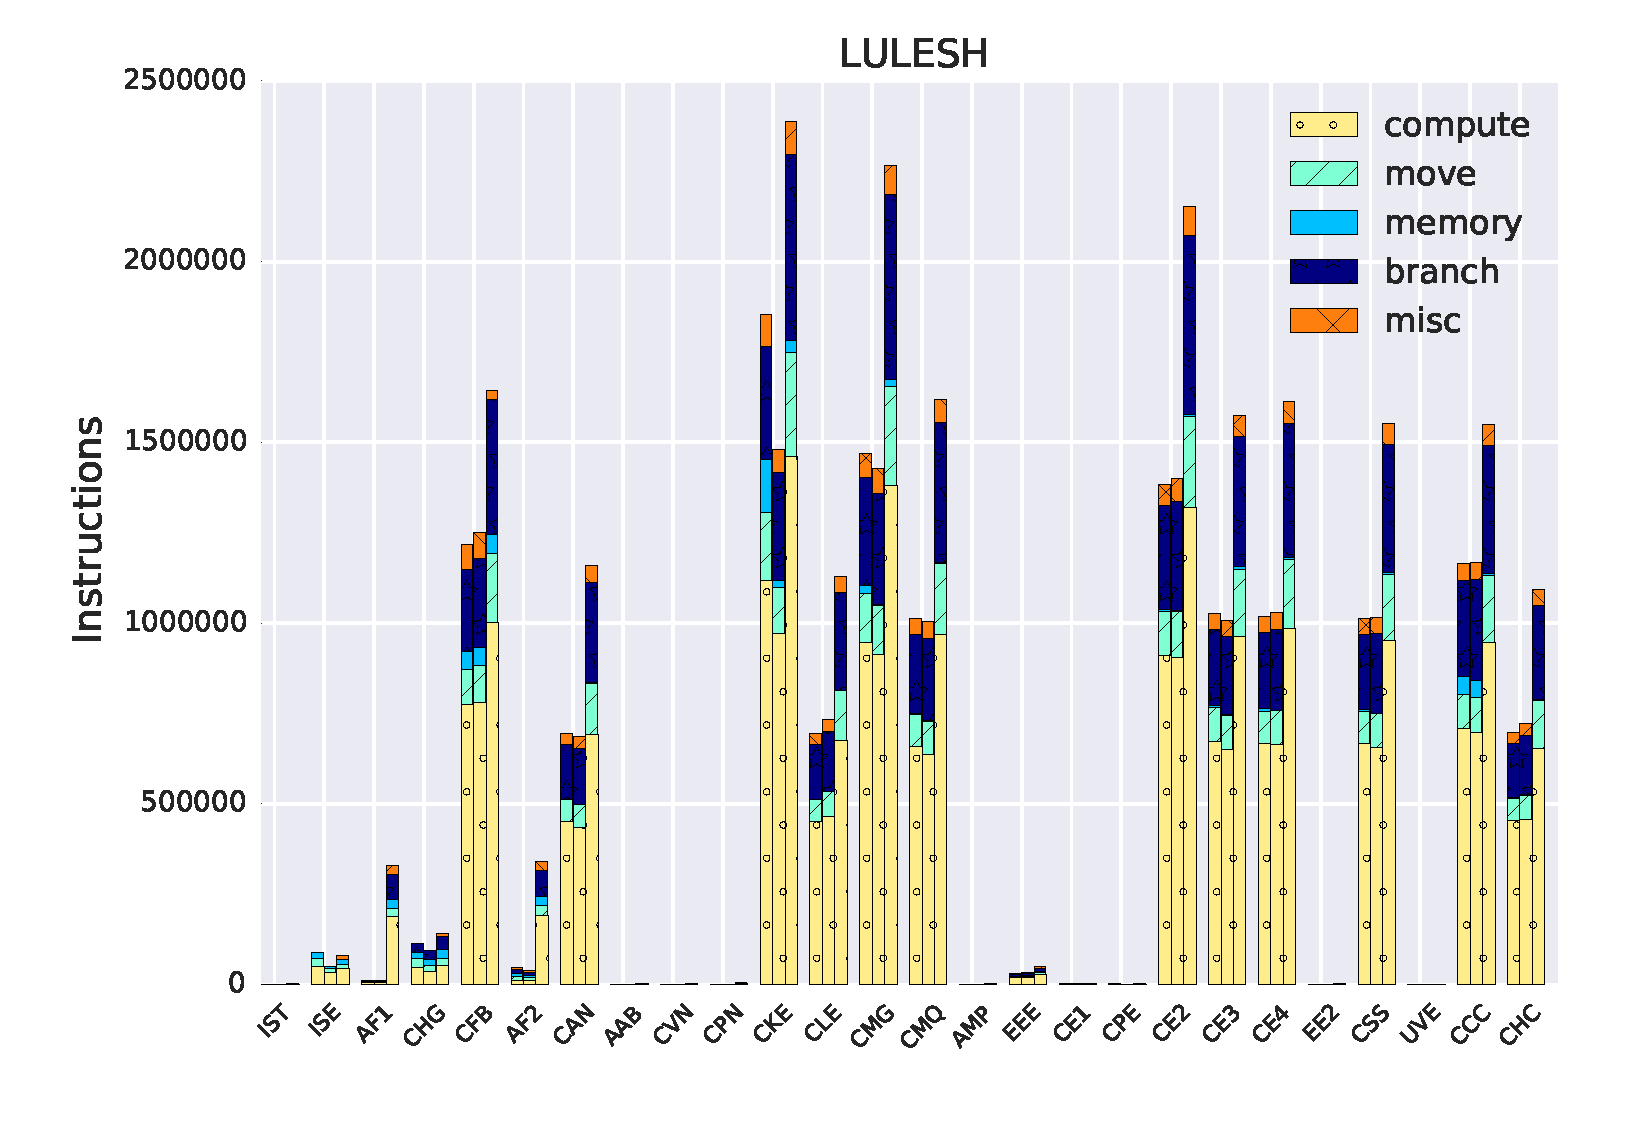 LULESH
2500000
2000000
1500000
1000000
500000
0
Instructions
compute
move
memory
branch
misc
IST ISE AF1 CHG CFB AF2 CAN AAB CVN CPN CKE CLE CMG CMQ AMP EEE CE1 CPE CE2 CE3 CE4 EE2 CSS UVE CCC CHC